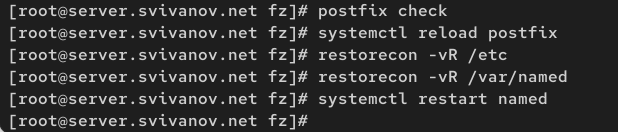 [root@server.svivanov.net fz]# postfix check
[root@server.svivanov.net fz]# systemctl reload postfix
[root@server.svivanov.net fz]# restorecon -vR /etc
[root@server.svivanov.net fz]# restorecon -vR /var/named
[root@server.svivanov.net fz]# systemctl restart named
[root@server.svivanov.net fz]#